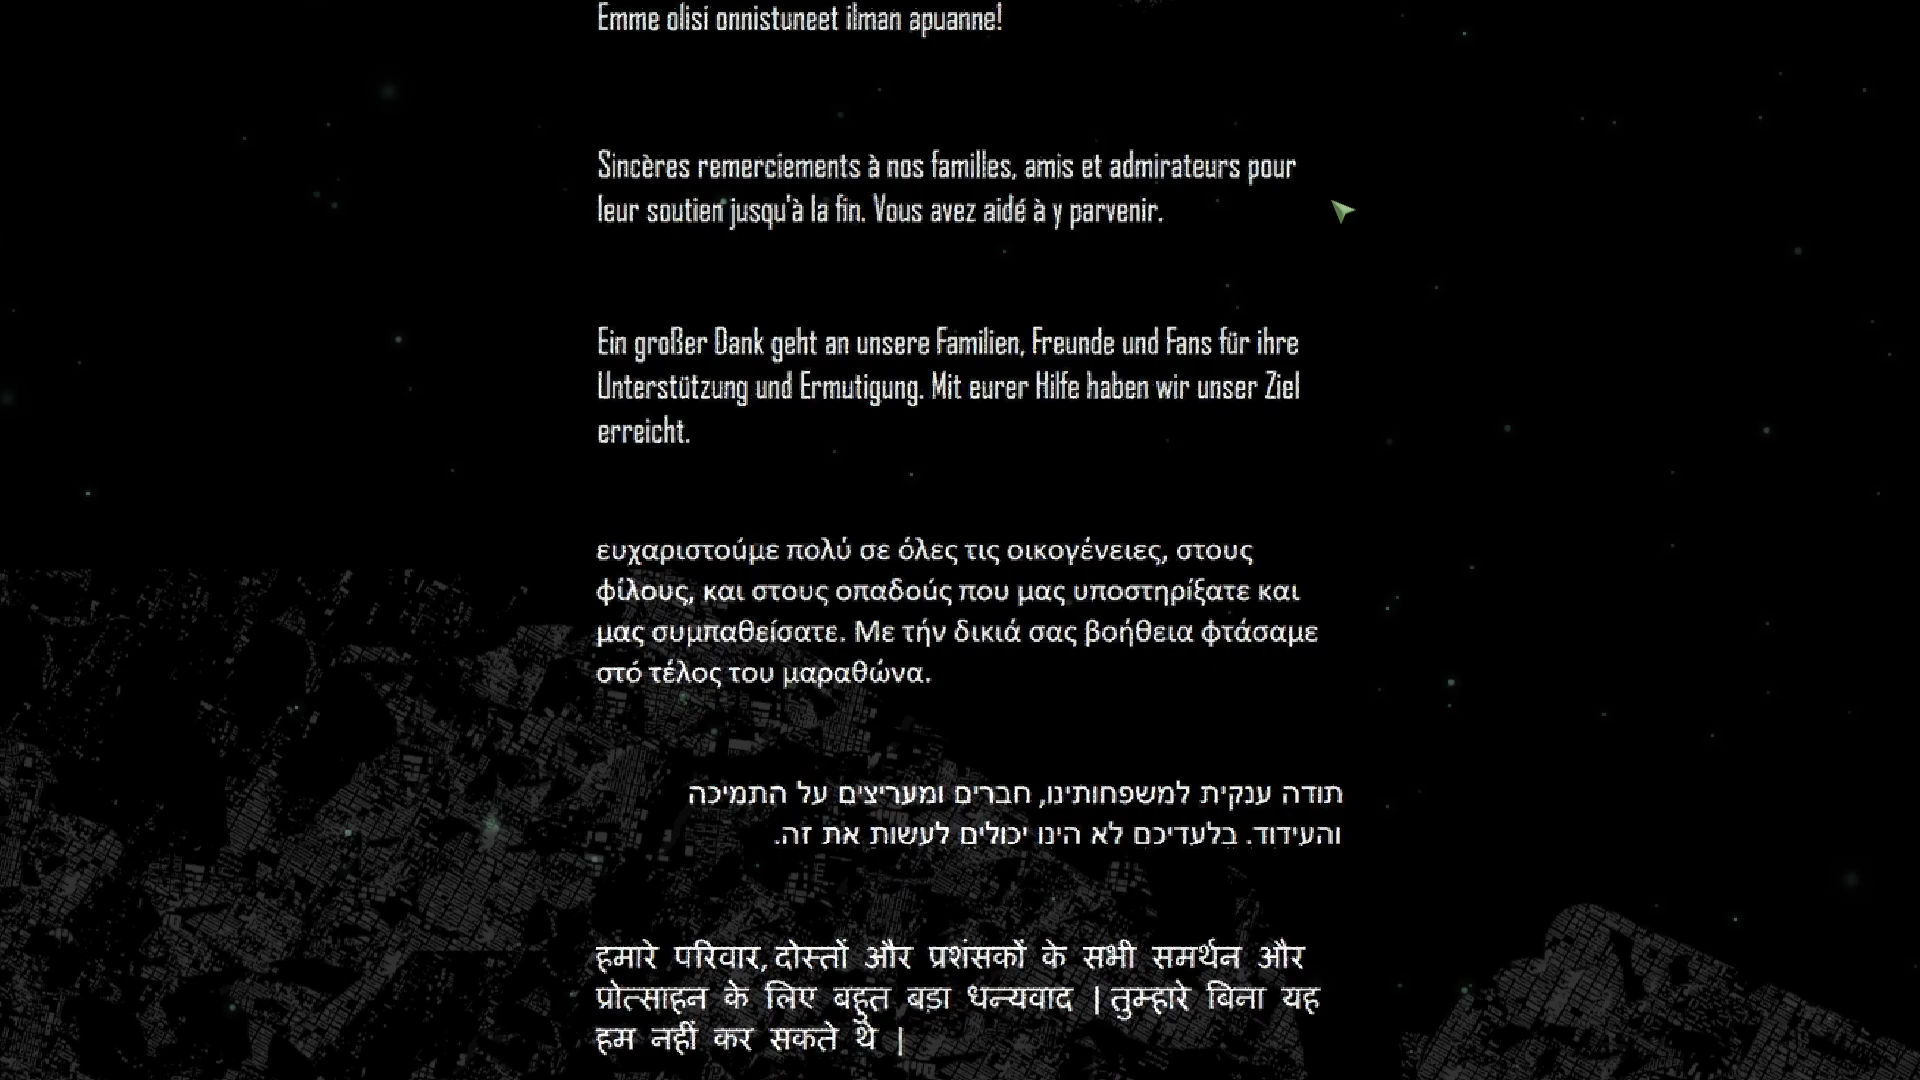 Emme olisi onnistuneet ilman apuanne!
Sincères remerciements à nos familles, amis et admirateurs pour
leur soutien jusqu'à la fin. Vous avez aidé à y parvenir.
Ein großer Dank geht an unsere Familien, Freunde und Fans für ihre
Unterstützung und Ermutigung. Mit eurer Hilfe haben wir unser Ziel
erreicht.
ευχαριστούμε πολύ σε όλες τις οικογένειες, στους
φίλους, και στους οπαδούς που μας υποστηρίξατε και
μας συμπαθείσατε. Με τήν δικιά σας βοήθεια φτάσαμε
στό τέλος του μαραθώνα.
תודה ענקית למשפחותינו, חברים ומעריצים על התמיכה
והעידוד. בלעדיכם לא הינו יכולים לעשות את זה.
हमारे परिवार, दोस्तों और प्रशंसकों के सभी समर्थन और
प्रोत्साहन के लिए बहुत बडा धन्यवाद | तुम्हारे बिना यह
हम नहीं कर सकते थे |